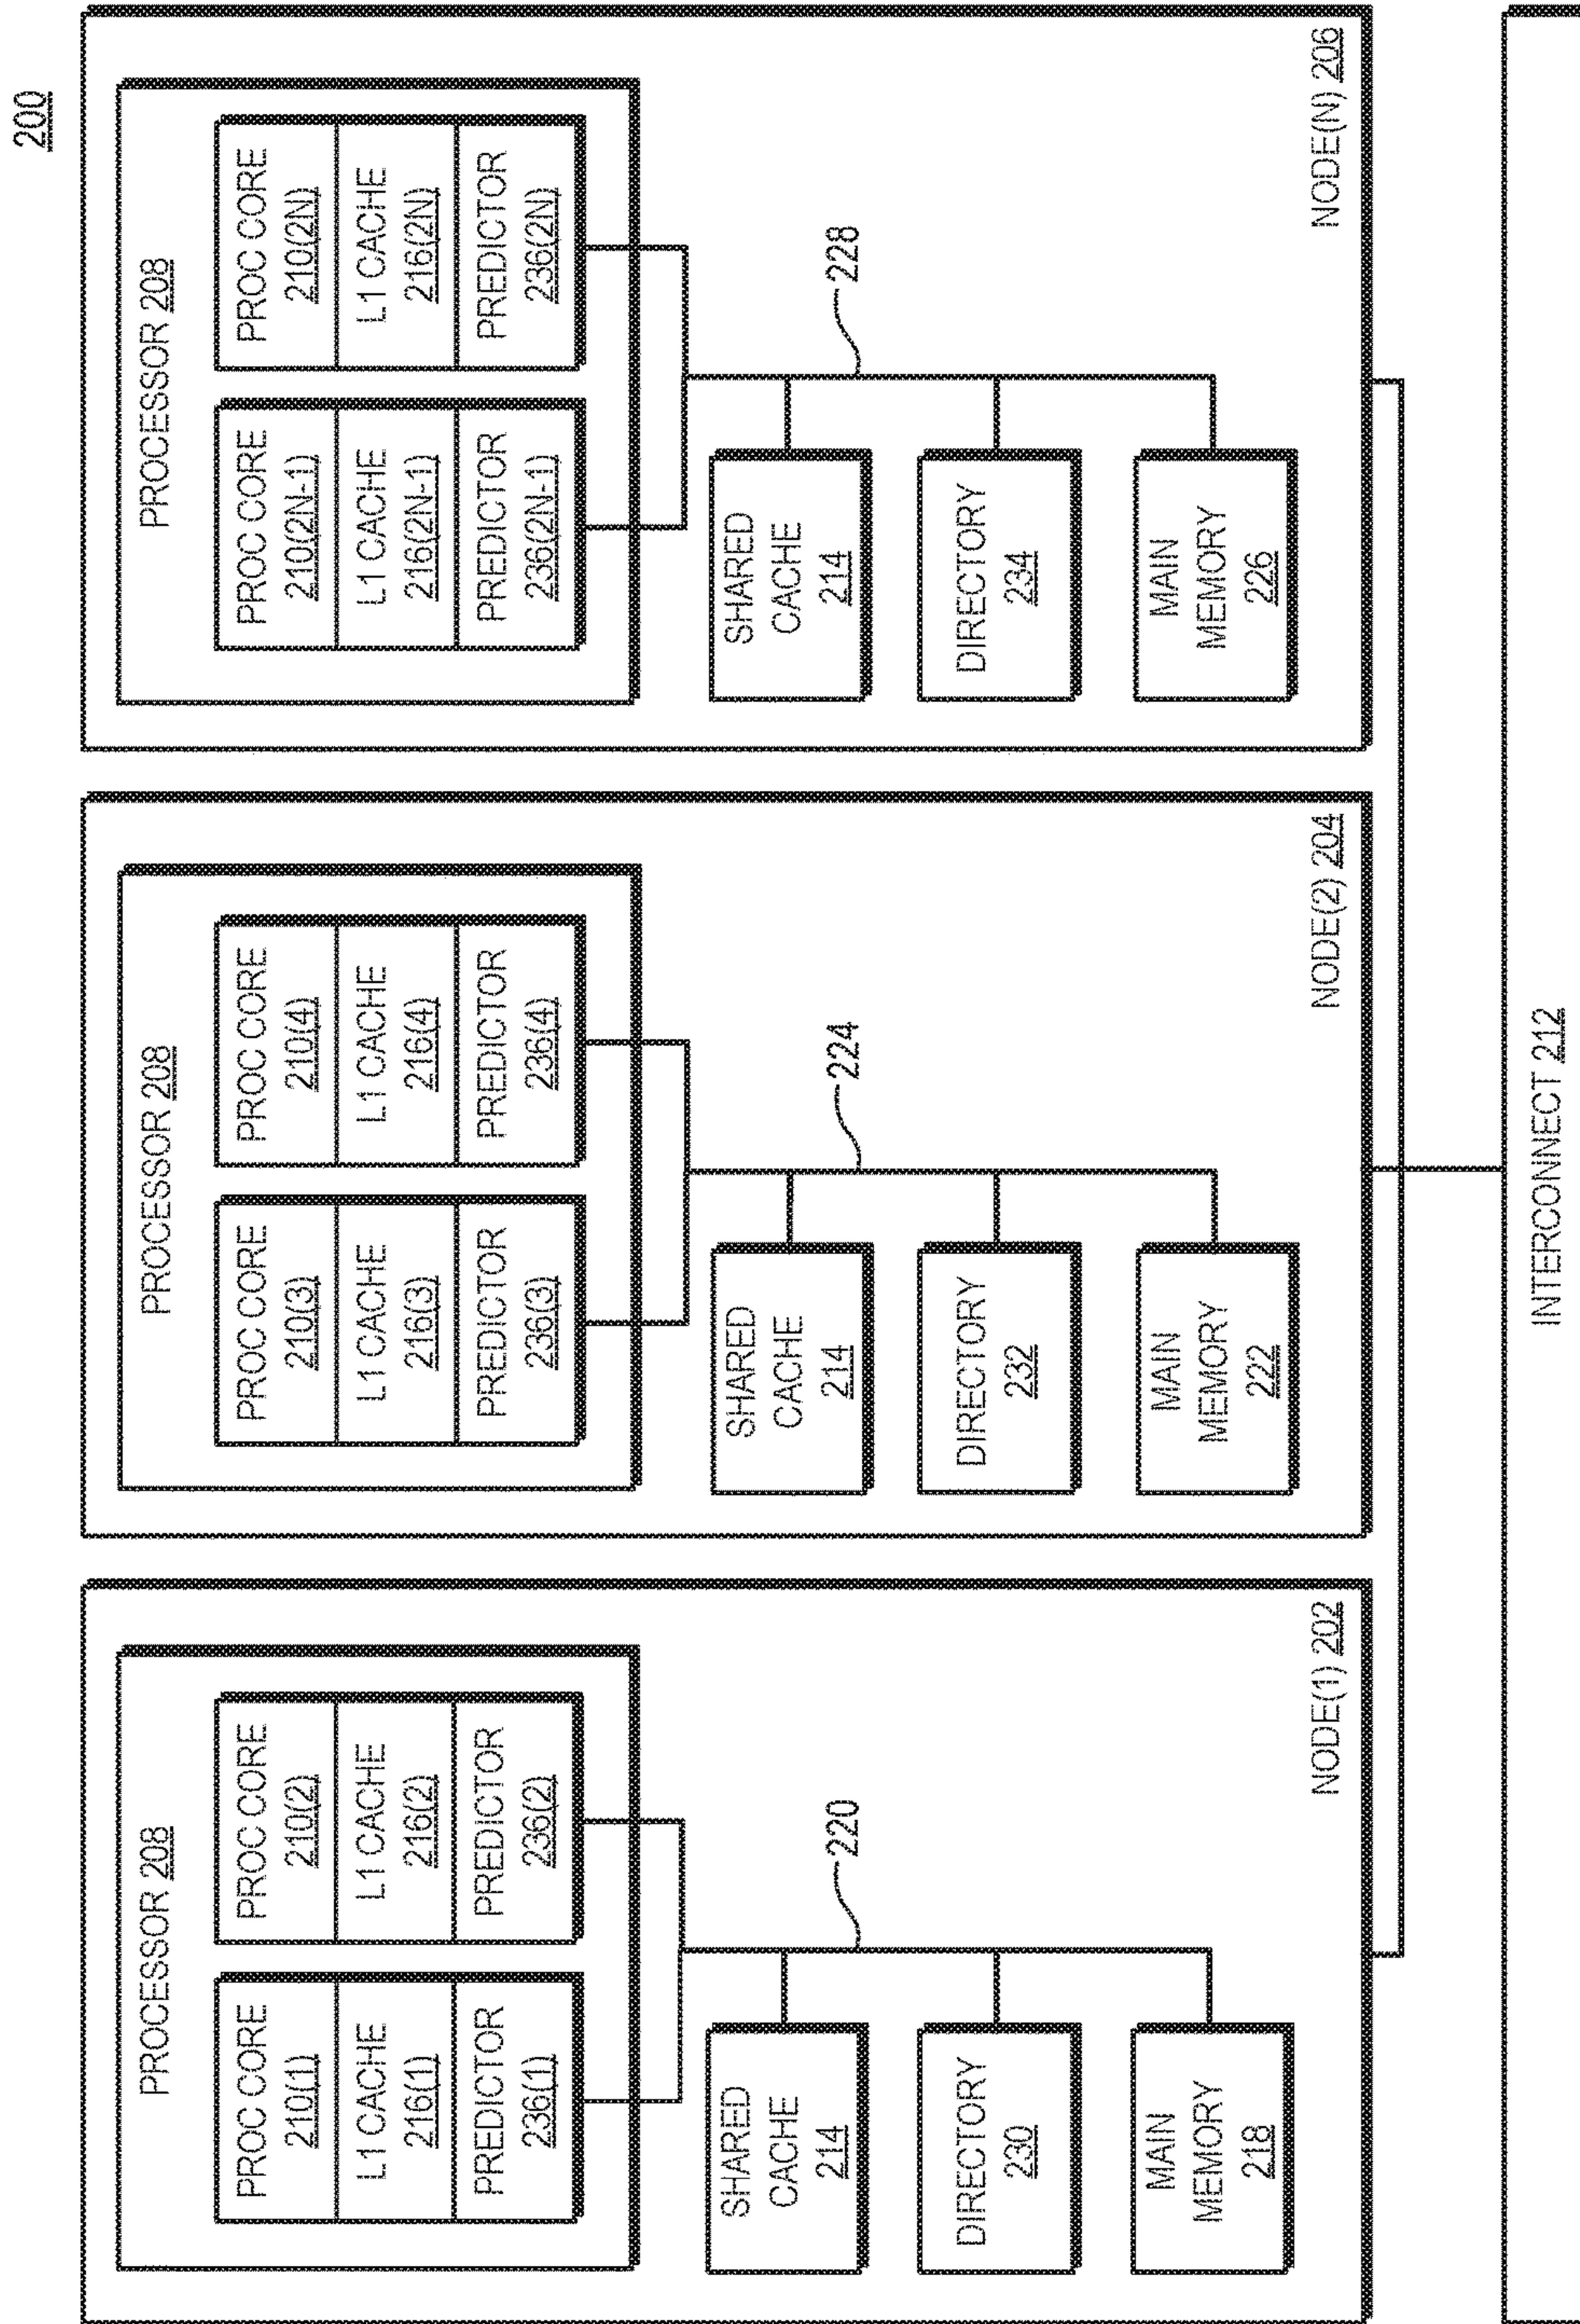 200
PROCESSOR 208
PROC CORE
210(1)
L1 CACHE
216(1)
PREDICTOR
236(1)
PROC CORE
210(2)
L1 CACHE
216(2)
PREDICTOR
236(2)
220
SHARED
CACHE
214
DIRECTORY
230
MAIN
MEMORY
218
NODE(1) 202
PROCESSOR 208
PROC CORE
210(3)
L1 CACHE
216(3)
PREDICTOR
236(3)
PROC CORE
210(4)
L1 CACHE
216(4)
PREDICTOR
236(4)
224
SHARED
CACHE
214
DIRECTORY
232
MAIN
MEMORY
222
NODE(2) 204
PROCESSOR 208
PROC CORE
210(2N-1)
L1 CACHE
216(2N-1)
PREDICTOR
236(2N-1)
PROC CORE
210(2N)
L1 CACHE
216(2N)
PREDICTOR
236(2N)
228
SHARED
CACHE
214
DIRECTORY
234
MAIN
MEMORY
226
NODE(N) 206
INTERCONNECT 212